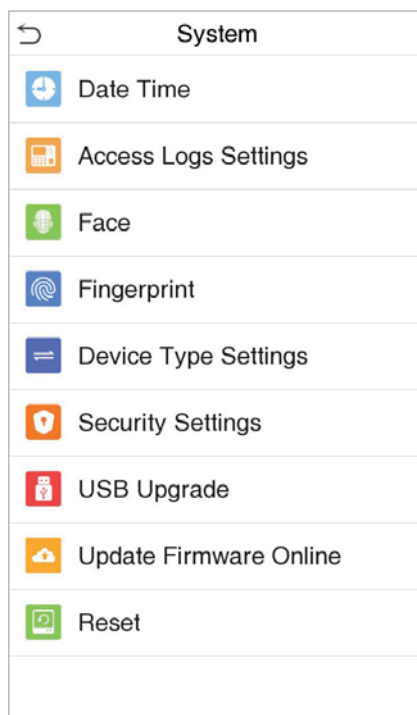 System
Date Time
Access Logs Settings
Face
Fingerprint
Device Type Settings
Security Settings
USB Upgrade
Update Firmware Online
Reset